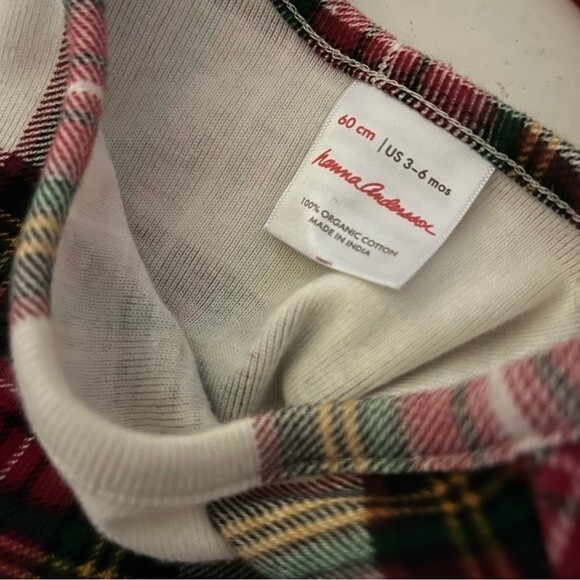 60 cm | US 3-6 mos
hanna andersson
100% ORGANIC COTTON
MADE IN INDIA